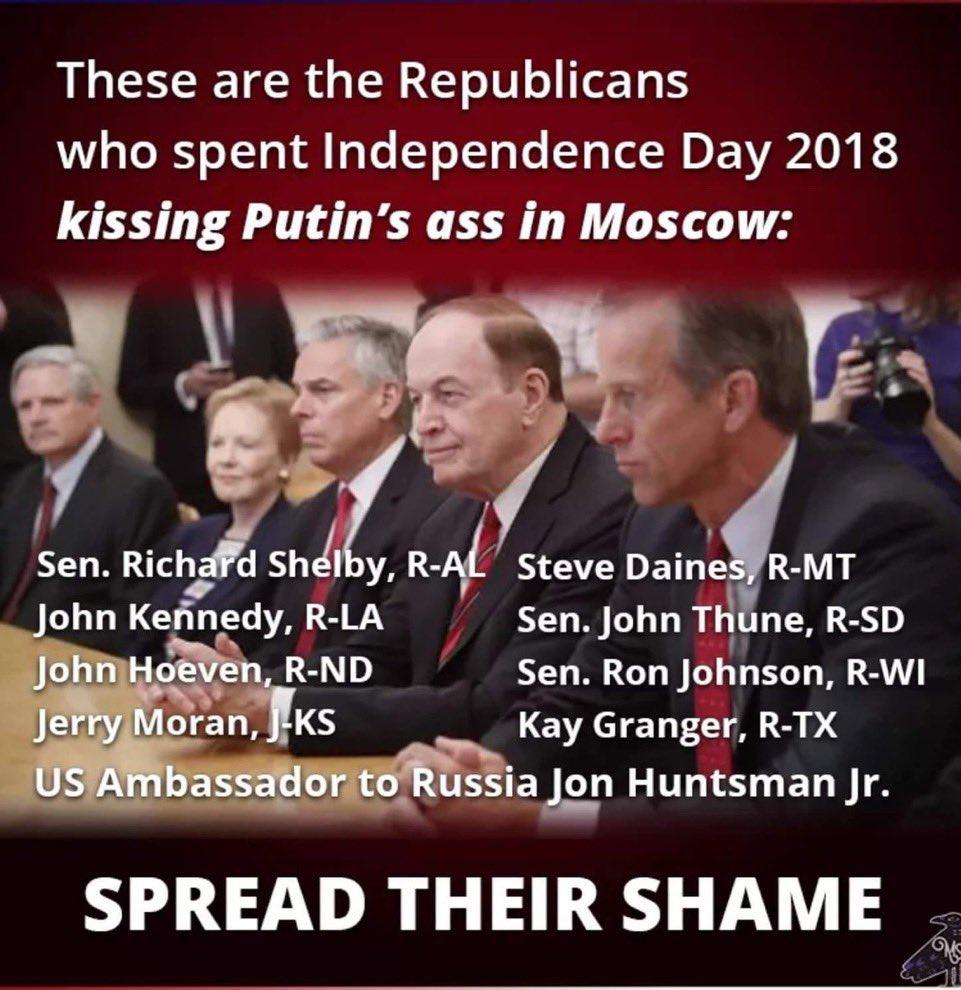 These are the Republicans
who spent Independence Day 2018
kissing Putin's ass in Moscow:
Sen. Richard Shelby, R-AL
John Kennedy, R-LA
John Hoeven, R-ND
Jerry Moran, J-KS
Steve Daines, R-MT
Sen. John Thune, R-SD
Sen. Ron Johnson, R-WI
Kay Granger, R-TX
US Ambassador to Russia Jon Huntsman Jr.
SPREAD THEIR SHAME